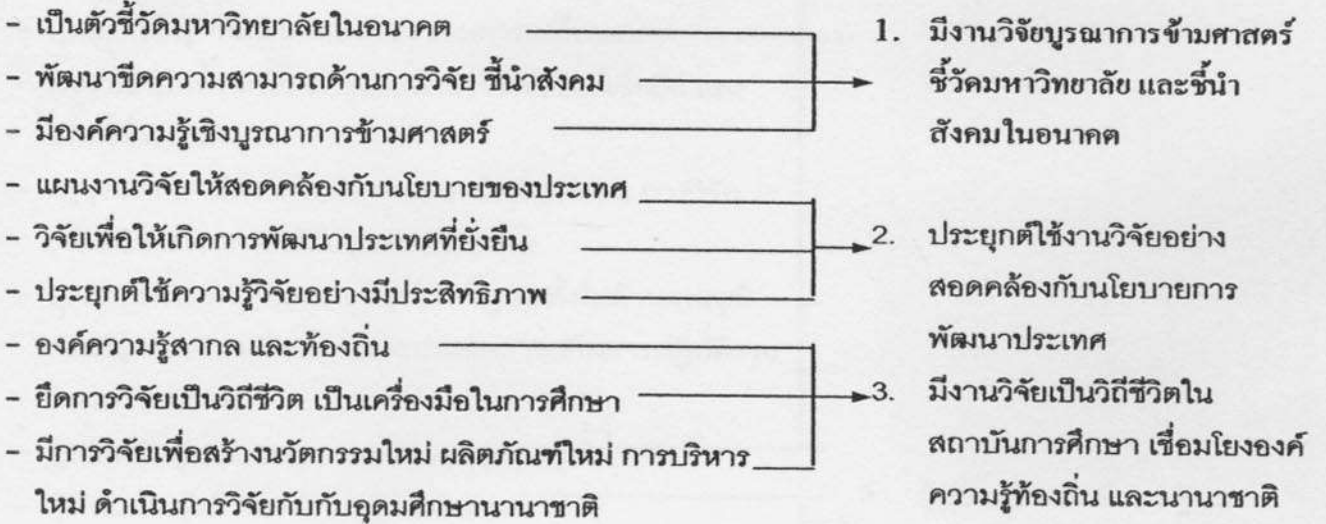 - เป็นตัวชี้วัดมหาวิทยาลัยในอนาคต
- พัฒนาขีดความสามารถด้านการวิจัย ชี้นำสังคม
- มีองค์ความรู้เชิงบูรณาการข้ามศาสตร์
- แผนงานวิจัยให้สอดคล้องกับนโยบายของประเทศ
- วิจัยเพื่อให้เกิดการพัฒนาประเทศที่ยั่งยืน
- ประยุกต์ใช้ความรู้วิจัยอย่างมีประสิทธิภาพ
- องค์ความรู้สากล และท้องถิ่น
- ยึดการวิจัยเป็นวิถีชีวิต เป็นเครื่องมือในการศึกษา
- มีการวิจัยเพื่อสร้างนวัตกรรมใหม่ ผลิตภัณฑ์ใหม่ การบริหาร
ใหม่ ดำเนินการวิจัยกับกับอุดมศึกษานานาชาติ
1. มีงานวิจัยบูรณาการข้ามศาสตร์
ชี้วัดมหาวิทยาลัย และชี้นำ
สังคมในอนาคต
2. ประยุกต์ใช้งานวิจัยอย่าง
สอดคล้องกับนโยบายการ
พัฒนาประเทศ
3. มีงานวิจัยเป็นวิถีชีวิตใน
สถาบันการศึกษา เชื่อมโยงองค์
ความรู้ท้องถิ่น และนานาชาติ